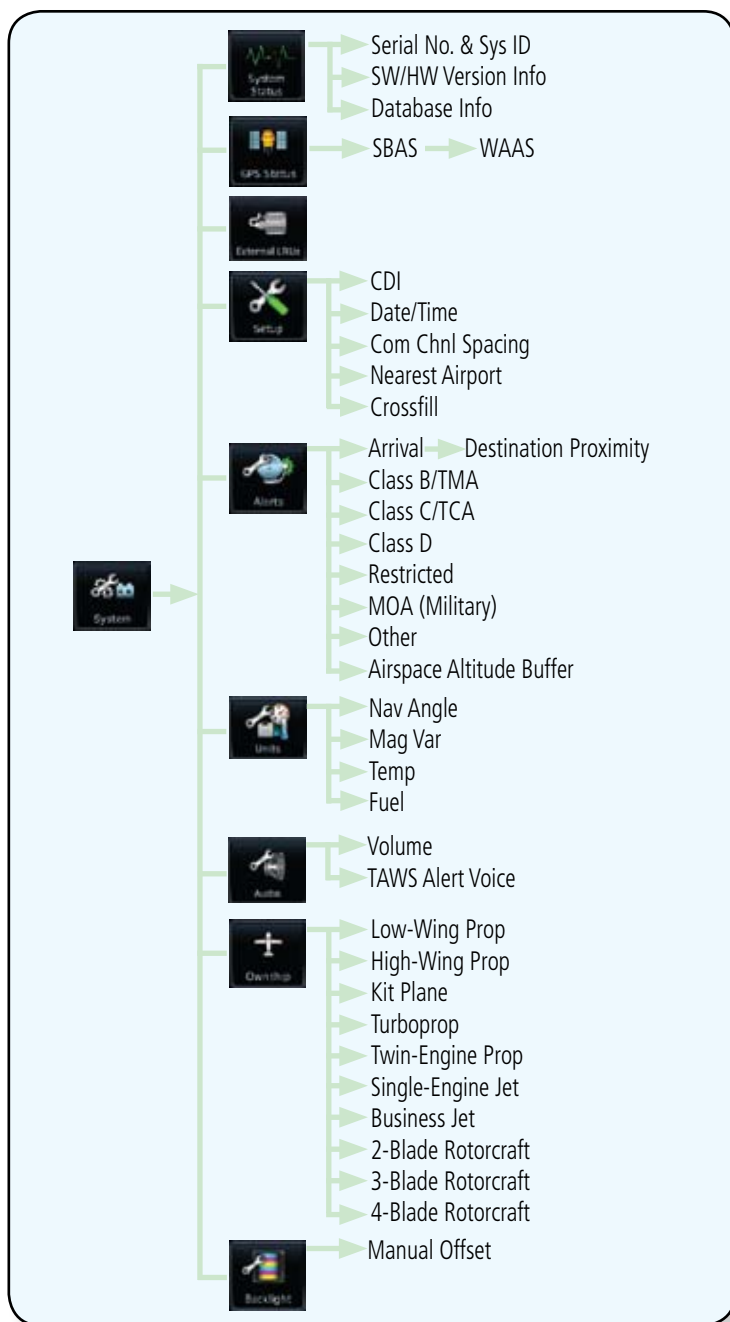 System
System Status
Serial No. & Sys ID
SW/HW Version Info
Database Info
GPS Status
SBAS
WAAS
External LRUs
Setup
CDI
Date/Time
Com Chnl Spacing
Nearest Airport
Crossfill
Alerts
Arrival
Destination Proximity
Class B/TMA
Class C/TCA
Class D
Restricted
MOA (Military)
Other
Airspace Altitude Buffer
Units
Nav Angle
Mag Var
Temp
Fuel
Audio
Volume
TAWS Alert Voice
Ownship
Low-Wing Prop
High-Wing Prop
Kit Plane
Turboprop
Twin-Engine Prop
Single-Engine Jet
Business Jet
2-Blade Rotorcraft
3-Blade Rotorcraft
4-Blade Rotorcraft
Backlight
Manual Offset